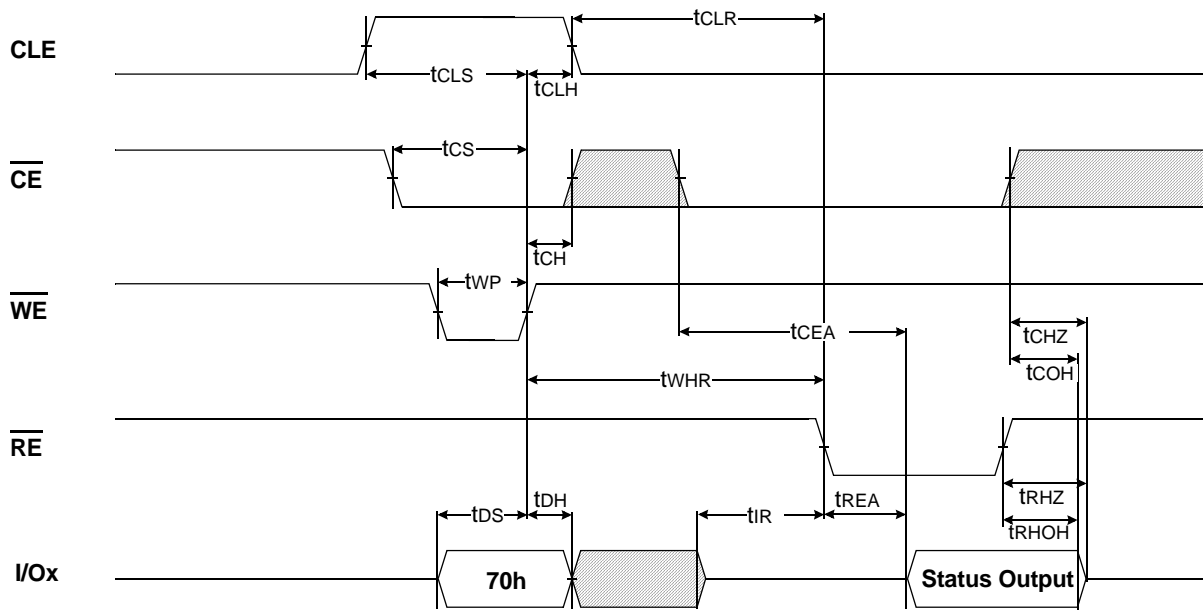 tCLR
CLE
tCLS
tCLH
tCS
CE
tCH
tWP
WE
tCEA
tCHZ
tCOH
tWHR
RE
tDH
tRHZ
tDS
tIR
tREA
tRHOH
I/Ox
70h
Status Output